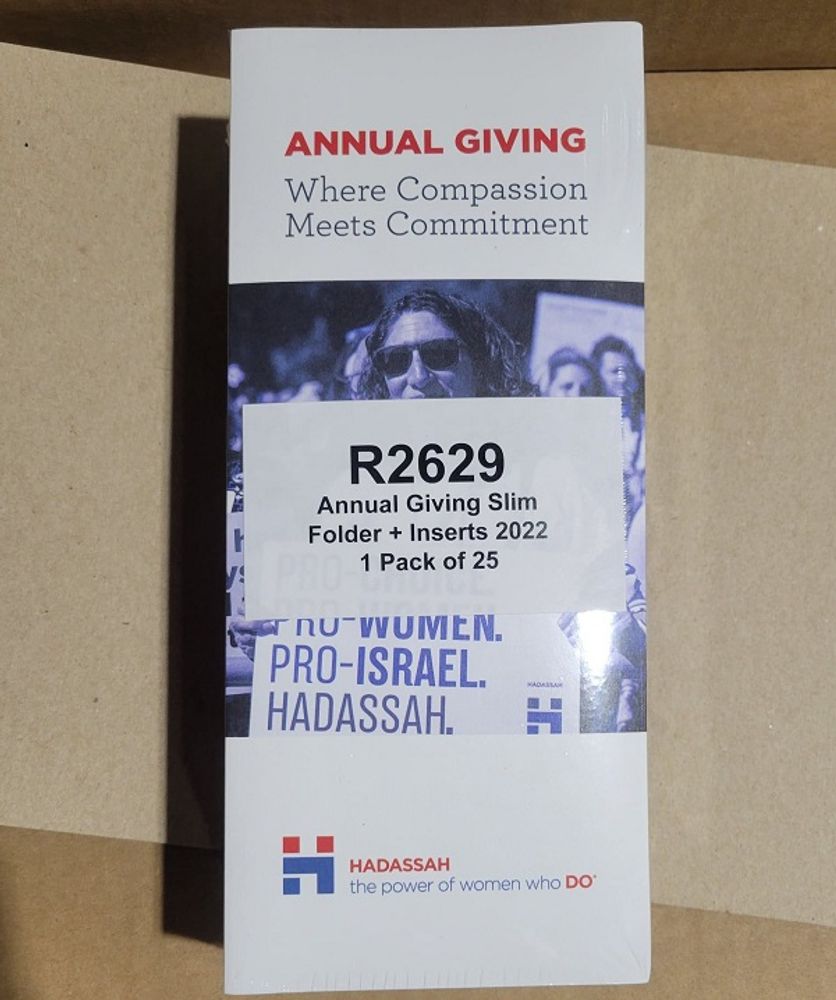 ANNUAL GIVING
Where Compassion
Meets Commitment
R2629
Annual Giving Slim
Folder + Inserts 2022
1 Pack of 25
PRO-CHOICE.
PRO-WOMEN.
PRO-ISRAEL.
HADASSAH.
HADASSAH
HADASSAH
the power of women who DO